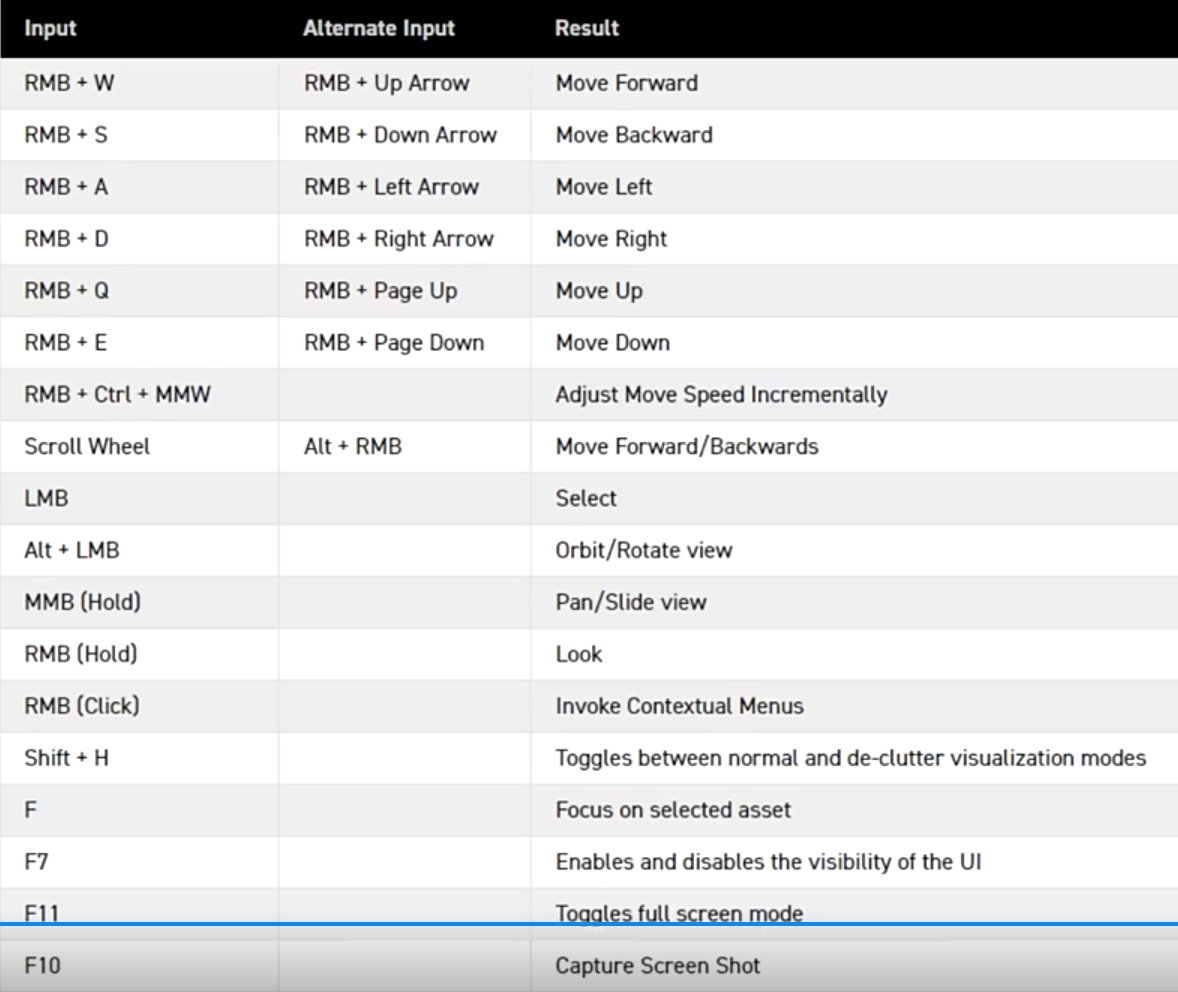 Input Alternate Input Result
RMB + W RMB + Up Arrow Move Forward
RMB + S RMB + Down Arrow Move Backward
RMB + A RMB + Left Arrow Move Left
RMB + D RMB + Right Arrow Move Right
RMB + Q RMB + Page Up Move Up
RMB + E RMB + Page Down Move Down
RMB + Ctrl + MMW Adjust Move Speed Incrementally
Scroll Wheel Alt + RMB Move Forward/Backwards
LMB Select
Alt + LMB Orbit/Rotate view
MMB (Hold) Pan/Slide view
RMB (Hold) Look
RMB (Click) Invoke Contextual Menus
Shift + H Toggles between normal and de-clutter visualization modes
F Focus on selected asset
F7 Enables and disables the visibility of the UI
F11 Toggles full screen mode
F10 Capture Screen Shot